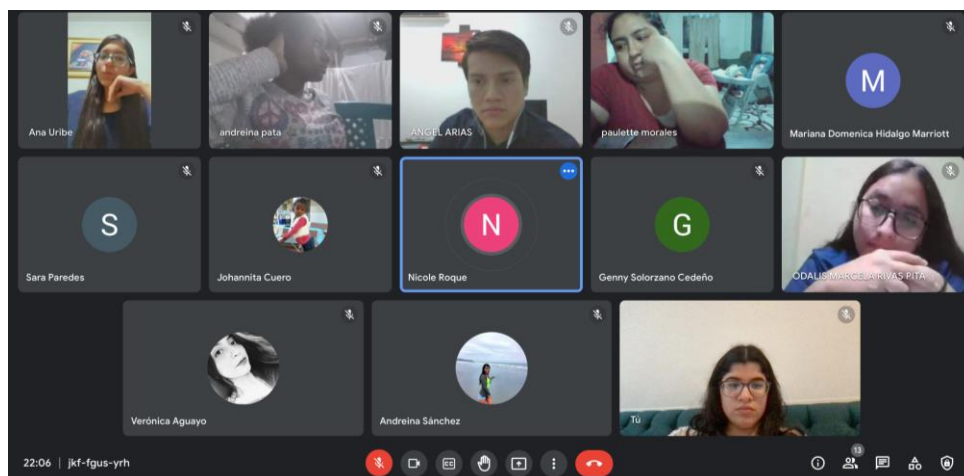 Ana Uribe
andreina pata
ANGEL ARIAS
paulette morales
M
Mariana Domenica Hidalgo Marriott
S
Sara Paredes
Johannita Cuero
N
Nicole Roque
G
Genny Solorzano Cedeño
ODALIS MARCELA RIVAS PITA
Verónica Aguayo
Andreina Sánchez
Tú
22:06 | jkf-fgus-yrh
CC
13